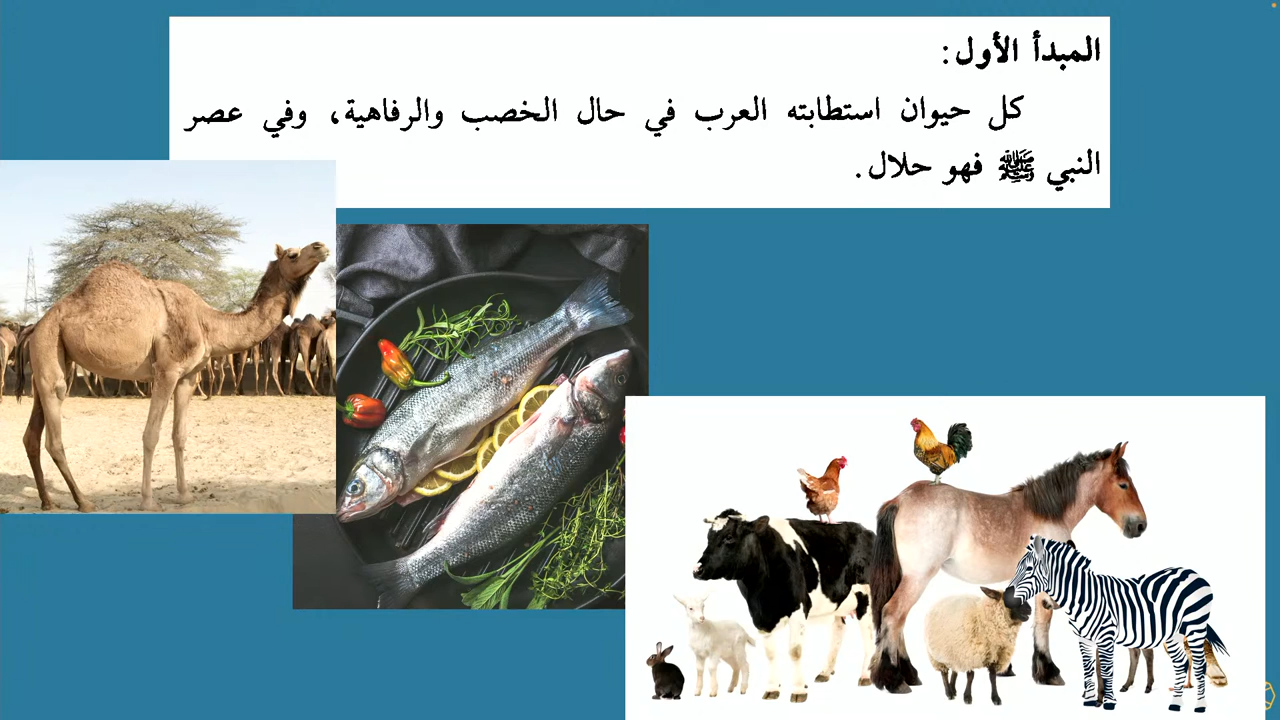 المبدأ الأول:
كل حيوان استطابته العرب في حال الخصب والرفاهية، وفي عصر
النبي ﷺ فهو حلال.